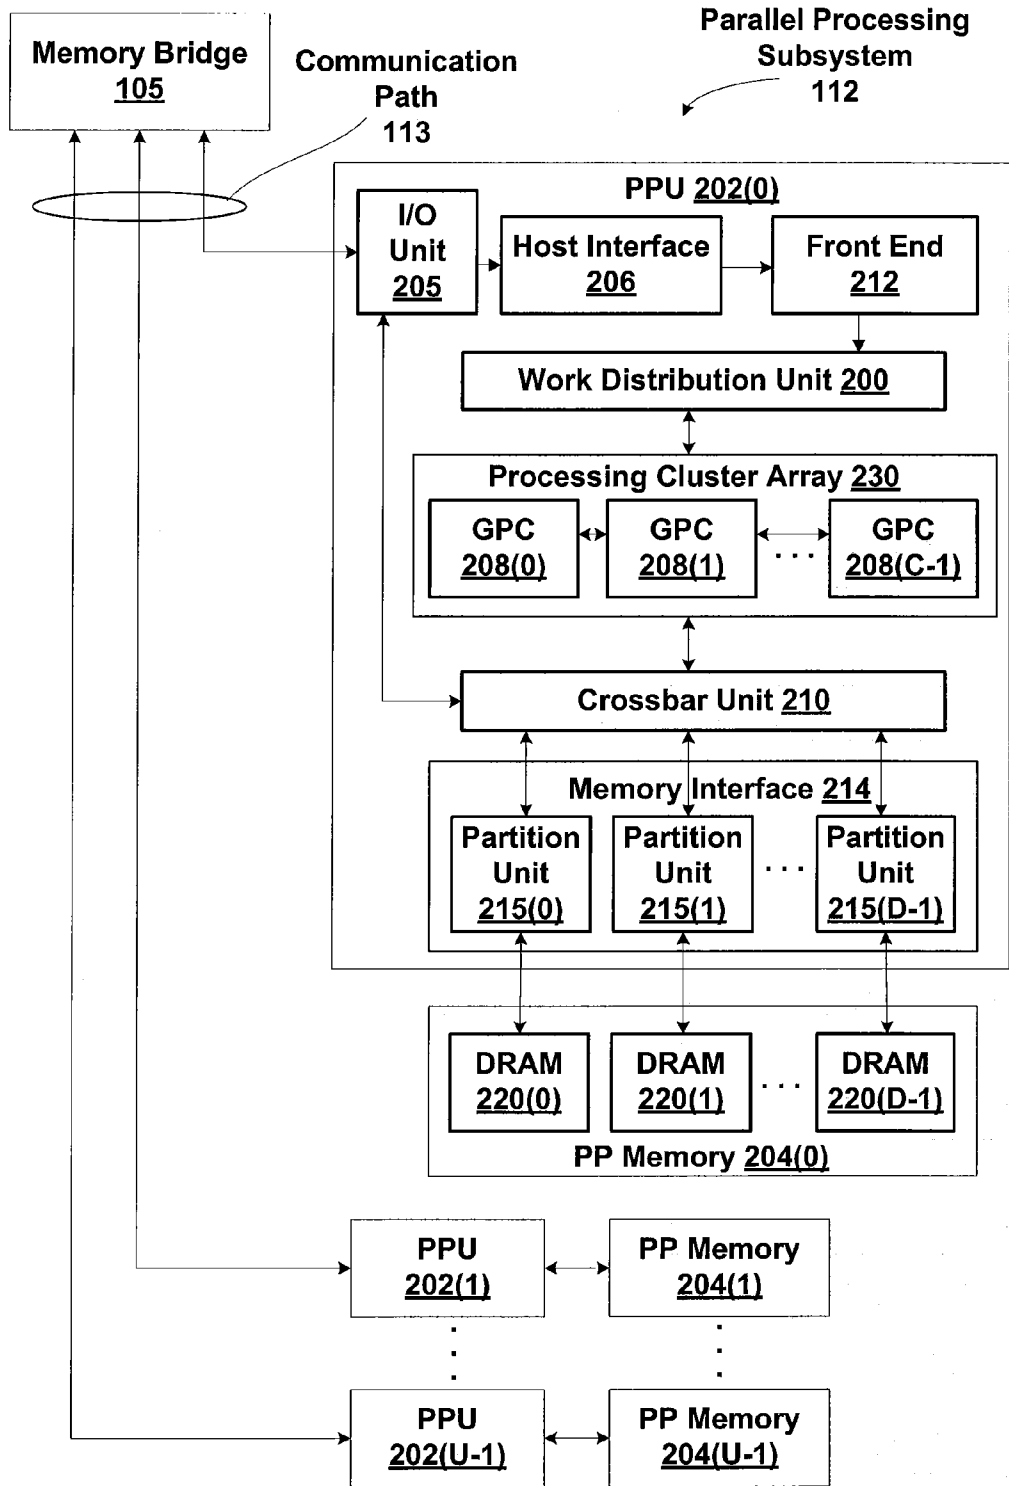 Memory Bridge
105
Communication
Path
113
Parallel Processing
Subsystem
112
PPU 202(0)
I/O
Unit
205
Host Interface
206
Front End
212
Work Distribution Unit 200
Processing Cluster Array 230
GPC
208(0)
GPC
208(1)
. . .
GPC
208(C-1)
Crossbar Unit 210
Memory Interface 214
Partition
Unit
215(0)
Partition
Unit
215(1)
. . .
Partition
Unit
215(D-1)
DRAM
220(0)
DRAM
220(1)
. . .
DRAM
220(D-1)
PP Memory 204(0)
PPU
202(1)
PP Memory
204(1)
PPU
202(U-1)
PP Memory
204(U-1)